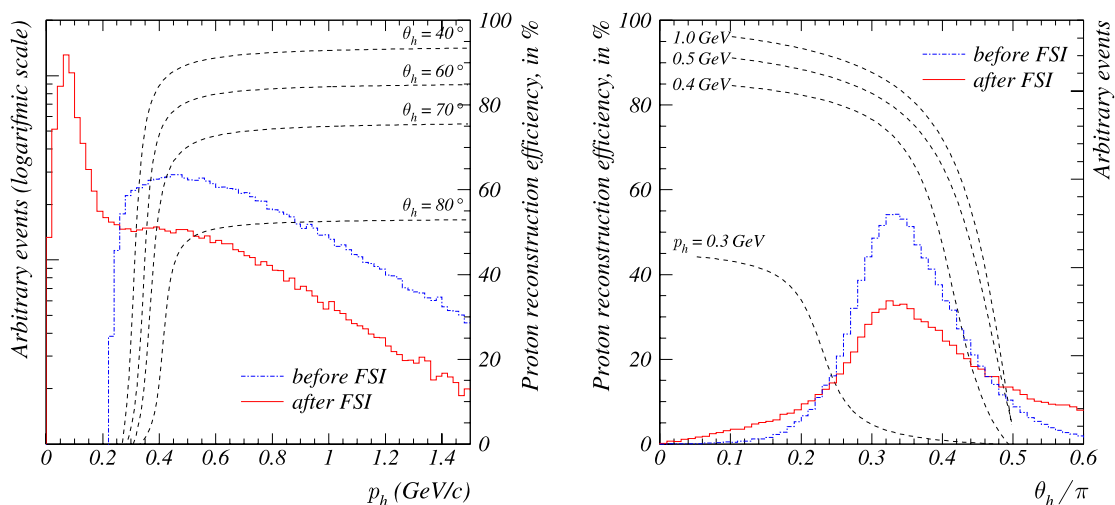 Arbitrary events (logarifmic scale)
θh = 40°
θh = 60°
θh = 70°
θh = 80°
before FSI
after FSI
0 0.2 0.4 0.6 0.8 1 1.2 1.4
ph (GeV/c)
100
80
60
40
20
0
Proton reconstruction efficiency, in %
Proton reconstruction efficiency, in %
100
80
60
40
20
0
1.0 GeV
0.5 GeV
0.4 GeV
ph = 0.3 GeV
before FSI
after FSI
0 0.1 0.2 0.3 0.4 0.5 0.6
θh/π
Arbitrary events